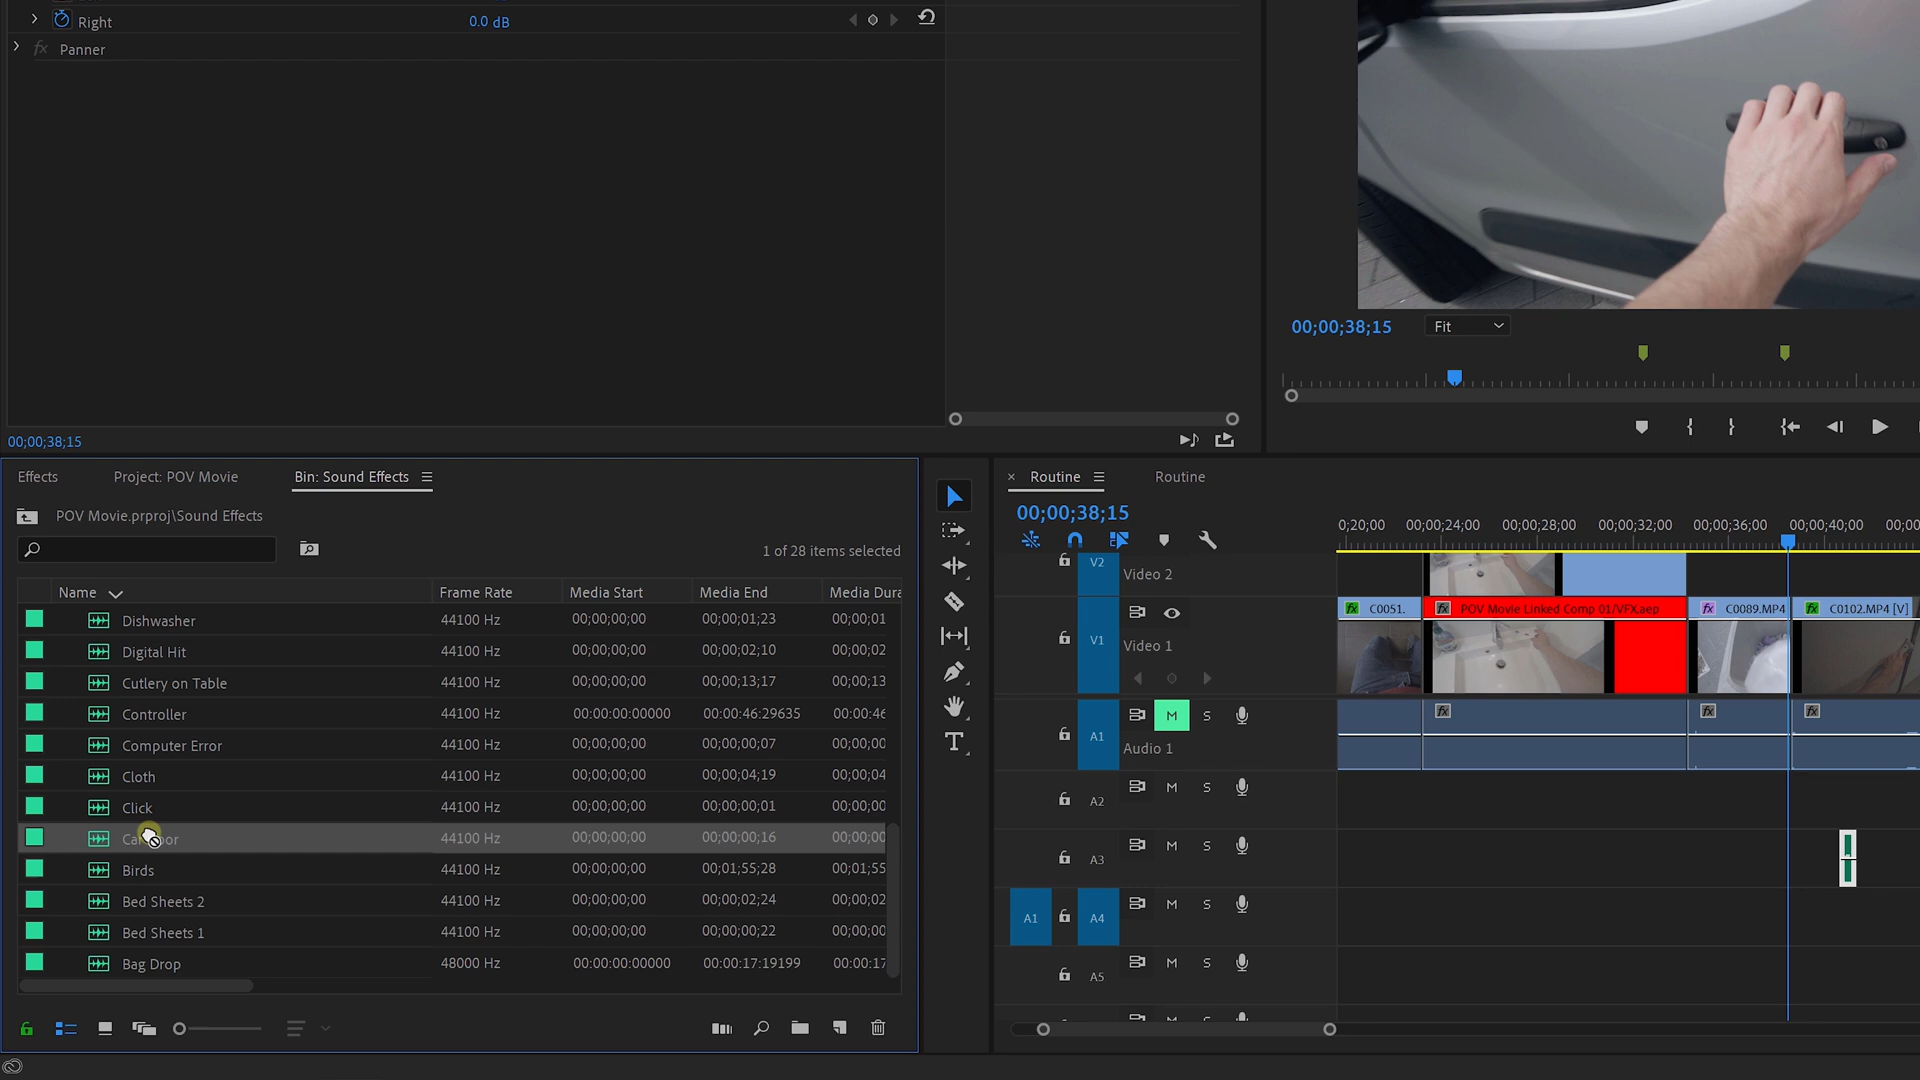 Right 0.0 dB
fx Panner
00;00;38;15 Fit
00;00;38;15
Effects Project: POV Movie Bin: Sound Effects
POV Movie.prproj\Sound Effects
1 of 28 items selected
Name Frame Rate Media Start Media End Media Dura
Dishwasher 44100 Hz 00;00;00;00 00;00;01;23 00;00;01
Digital Hit 44100 Hz 00;00;00;00 00;00;02;10 00;00;02
Cutlery on Table 44100 Hz 00;00;00;00 00;00;13;17 00;00;13
Controller 44100 Hz 00:00:00:00000 00:00:46:29635 00:00:46
Computer Error 44100 Hz 00;00;00;00 00;00;00;07 00;00;00
Cloth 44100 Hz 00;00;00;00 00;00;04;19 00;00;04
Click 44100 Hz 00;00;00;00 00;00;00;01 00;00;00
44100 Hz 00;00;00;00 00;00;00;16 00;00;00
Birds 44100 Hz 00;00;00;00 00;01;55;28 00;01;55
Bed Sheets 2 44100 Hz 00;00;00;00 00;00;02;24 00;00;02
Bed Sheets 1 44100 Hz 00;00;00;00 00;00;00;22 00;00;00
Bag Drop 48000 Hz 00:00:00:00000 00:00:17:19199 00:00:17
T
× Routine Routine
00;00;38;15
0;20;00 00;00;24;00 00;00;28;00 00;00;32;00 00;00;36;00 00;00;40;00 00;00
V2 Video 2
fx C0051. fx POV Movie Linked Comp 01/VFX.aep fx C0089.MP4 fx C0102.MP4 [V]
V1 Video 1
A1 M S fx fx fx
Audio 1
A2 M S
A3 M S
A1 A4 M S
A5 M S